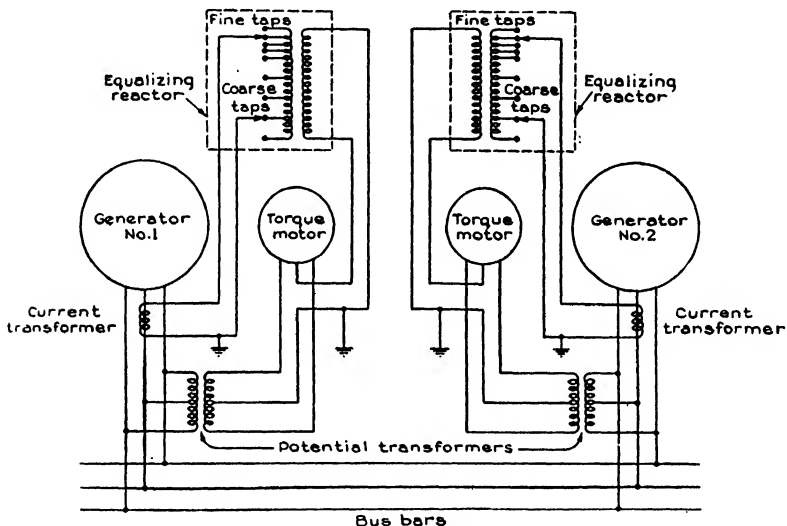 Fine taps
Equalizing
reactor
Coarse
taps
Fine taps
Coarse
taps
Equalizing
reactor
Generator
No.1
Torque
motor
Torque
motor
Generator
No.2
Current
transformer
Current
transformer
Potential transformers
Bus bars